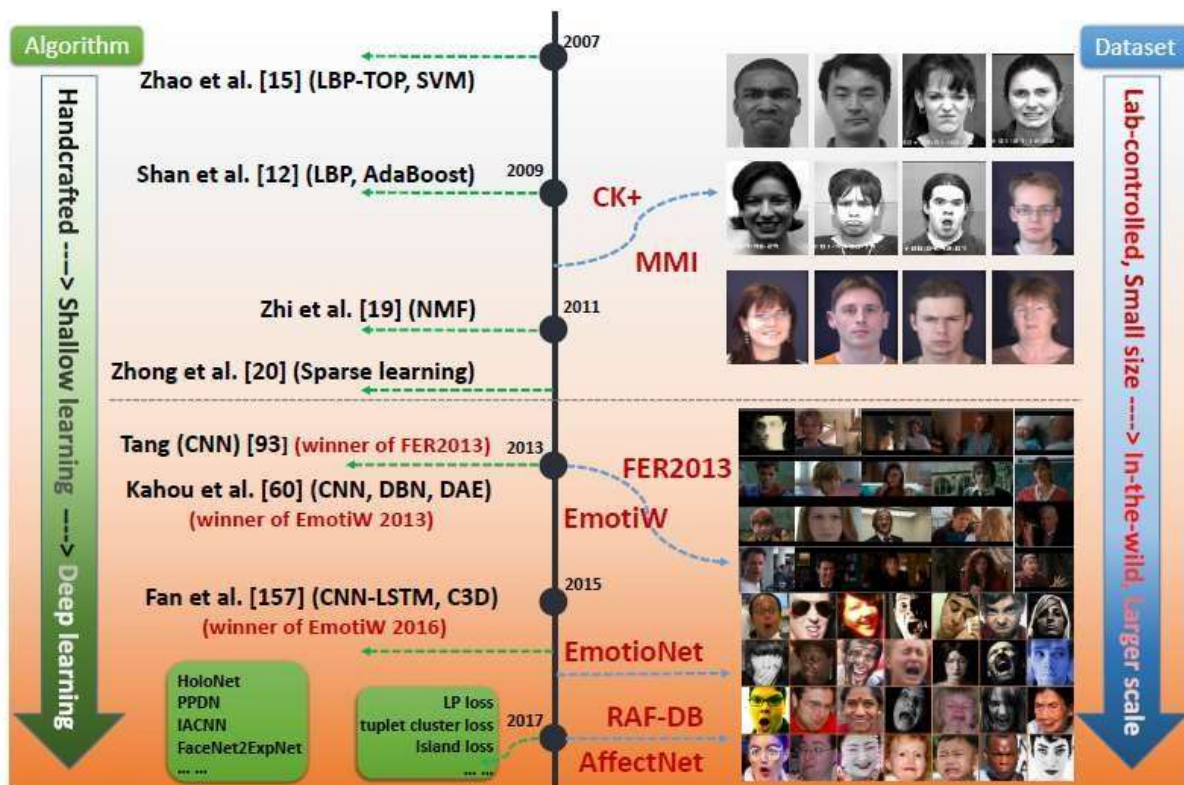 Algorithm
2007
Dataset
Zhao et al. [15] (LBP-TOP, SVM)
Shan et al. [12] (LBP, AdaBoost)
2009
CK+
MMI
Zhi et al. [19] (NMF)
2011
Zhong et al. [20] (Sparse learning)
Tang (CNN) [93] (winner of FER2013)
2013
FER2013
Kahou et al. [60] (CNN, DBN, DAE)
(winner of EmotiW 2013)
EmotiW
2015
Fan et al. [157] (CNN-LSTM, C3D)
(winner of EmotiW 2016)
EmotioNet
HoloNet
PPDN
IACNN
FaceNet2ExpNet
... ...
LP loss
tuplet cluster loss
Island loss
... ...
2017
RAF-DB
AffectNet
Handcrafted ----> Shallow learning ----> Deep learning
Lab-controlled, Small size ----> In-the-wild, Larger scale